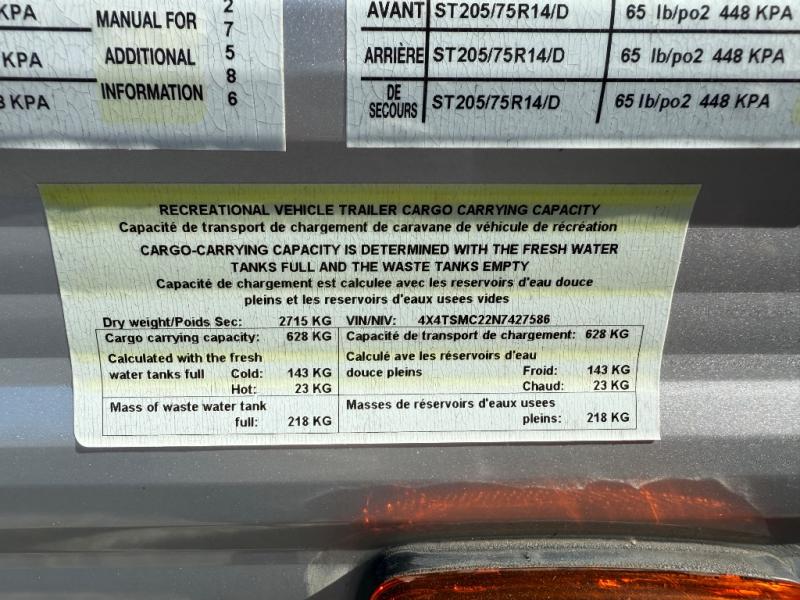 MANUAL FOR
ADDITIONAL
INFORMATION
2
7
5
8
6
KPA
KPA
KPA
AVANT ST205/75R14/D 65 lb/po2 448 KPA
ARRIÈRE ST205/75R14/D 65 lb/po2 448 KPA
DE
SECOURS ST205/75R14/D 65 lb/po2 448 KPA
RECREATIONAL VEHICLE TRAILER CARGO CARRYING CAPACITY
Capacité de transport de chargement de caravane de véhicule de récréation
CARGO-CARRYING CAPACITY IS DETERMINED WITH THE FRESH WATER
TANKS FULL AND THE WASTE TANKS EMPTY
Capacité de chargement est calculee avec les reservoirs d'eau douce
pleins et les reservoirs d'eaux usees vides
Dry weight/Poids Sec: 2715 KG VIN/NIV: 4X4TSMC22N7427586
Cargo carrying capacity: 628 KG Capacité de transport de chargement: 628 KG
Calculated with the fresh Calculé ave les réservoirs d'eau
water tanks full Cold: 143 KG douce pleins Froid: 143 KG
Hot: 23 KG Chaud: 23 KG
Mass of waste water tank Masses de réservoirs d'eaux usees
full: 218 KG pleins: 218 KG